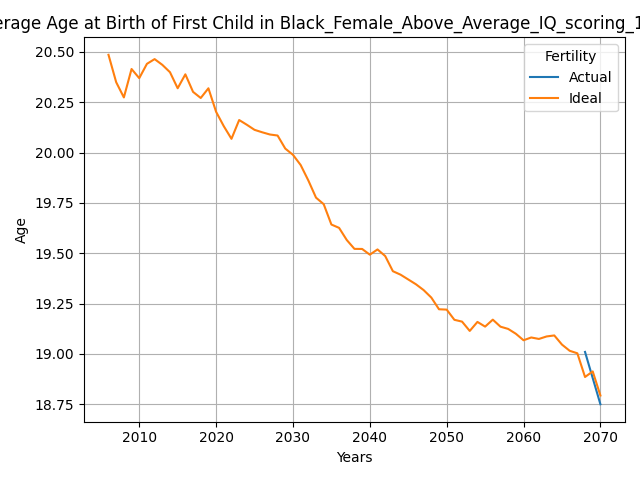 erage Age at Birth of First Child in Black_Female_Above_Average_IQ_scoring_1
Fertility
Actual
Ideal
20.50
20.25
20.00
19.75
19.50
19.25
19.00
18.75
Age
2010 2020 2030 2040 2050 2060 2070
Years